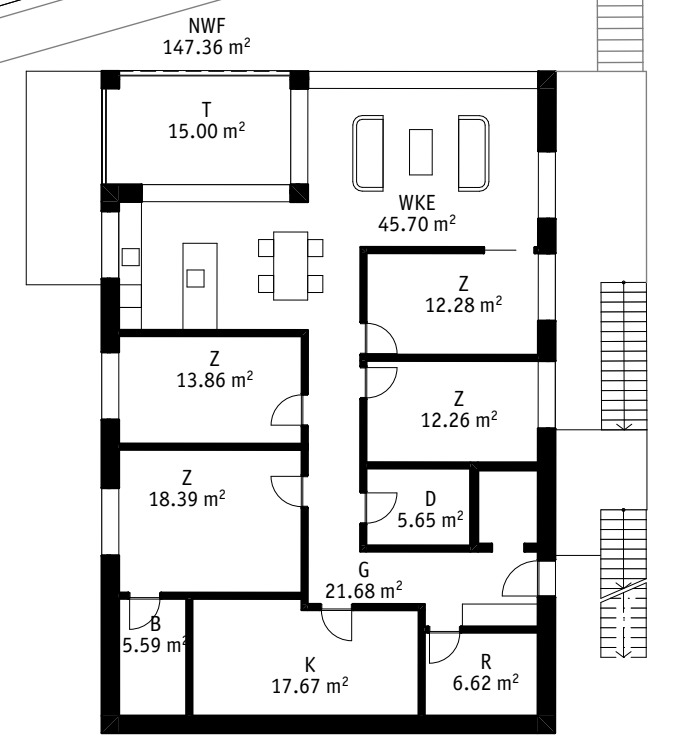 NWF
147.36 m²
T
15.00 m²
WKE
45.70 m²
Z
12.28 m²
Z
13.86 m²
Z
12.26 m²
Z
18.39 m²
D
5.65 m²
G
21.68 m²
B
5.59 m²
K
17.67 m²
R
6.62 m²